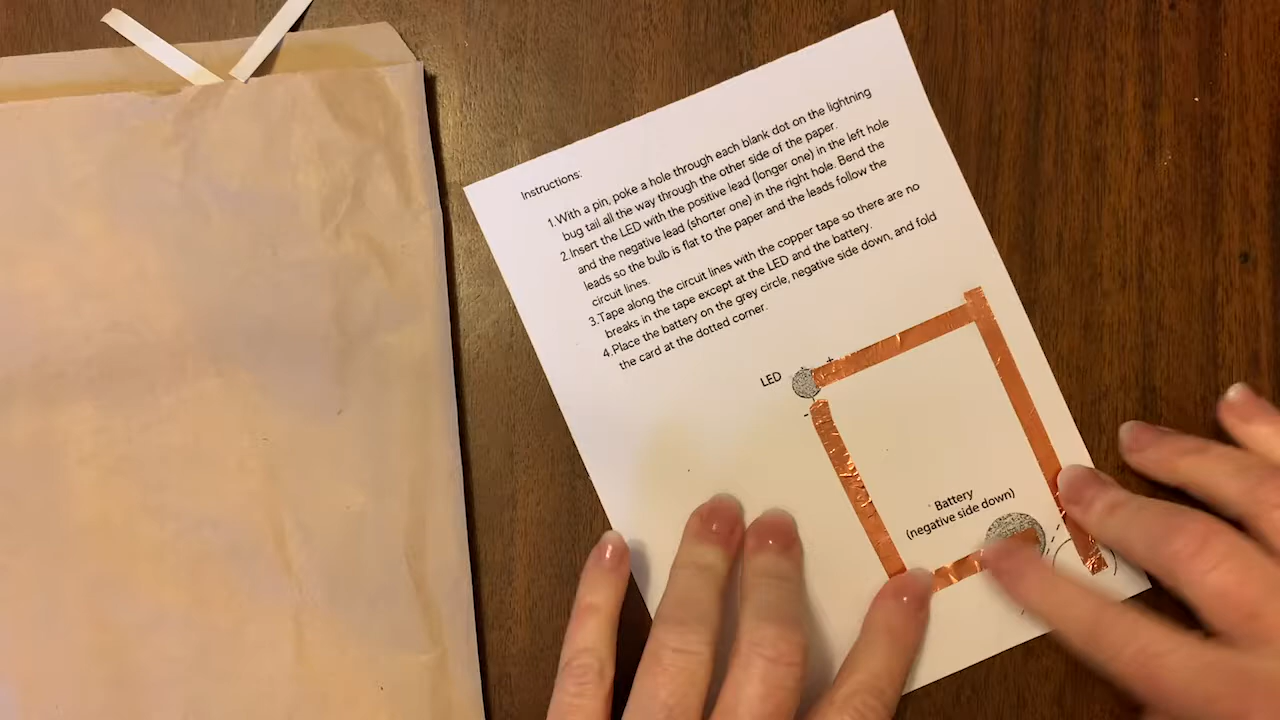 Instructions:
1.With a pin, poke a hole through each blank dot on the lightning
bug tail all the way through the other side of the paper.
2.Insert the LED with the positive lead (longer one) in the left hole
and the negative lead (shorter one) in the right hole. Bend the
leads so the bulb is flat to the paper and the leads follow the
circuit lines.
3.Tape along the circuit lines with the copper tape so there are no
breaks in the tape except at the LED and the battery.
4.Place the battery on the grey circle, negative side down, and fold
the card at the dotted corner.
LED
+
-
Battery
(negative side down)